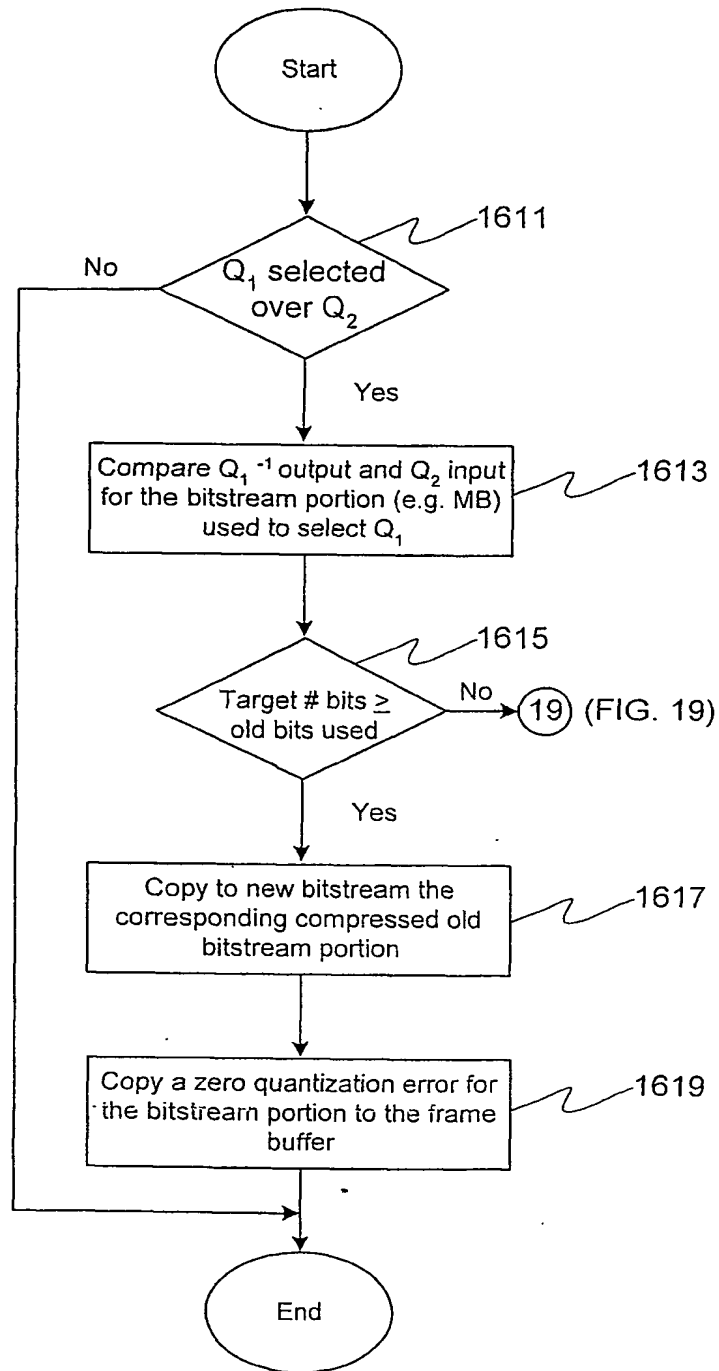 Start
1611
No
Q₁ selected
over Q₂
Yes
Compare Q₁⁻¹ output and Q₂ input
for the bitstream portion (e.g. MB)
used to select Q₁
1613
1615
Target # bits ≥
old bits used
No
19 (FIG. 19)
Yes
Copy to new bitstream the
corresponding compressed old
bitstream portion
1617
Copy a zero quantization error for
the bitstream portion to the frame
buffer
1619
End